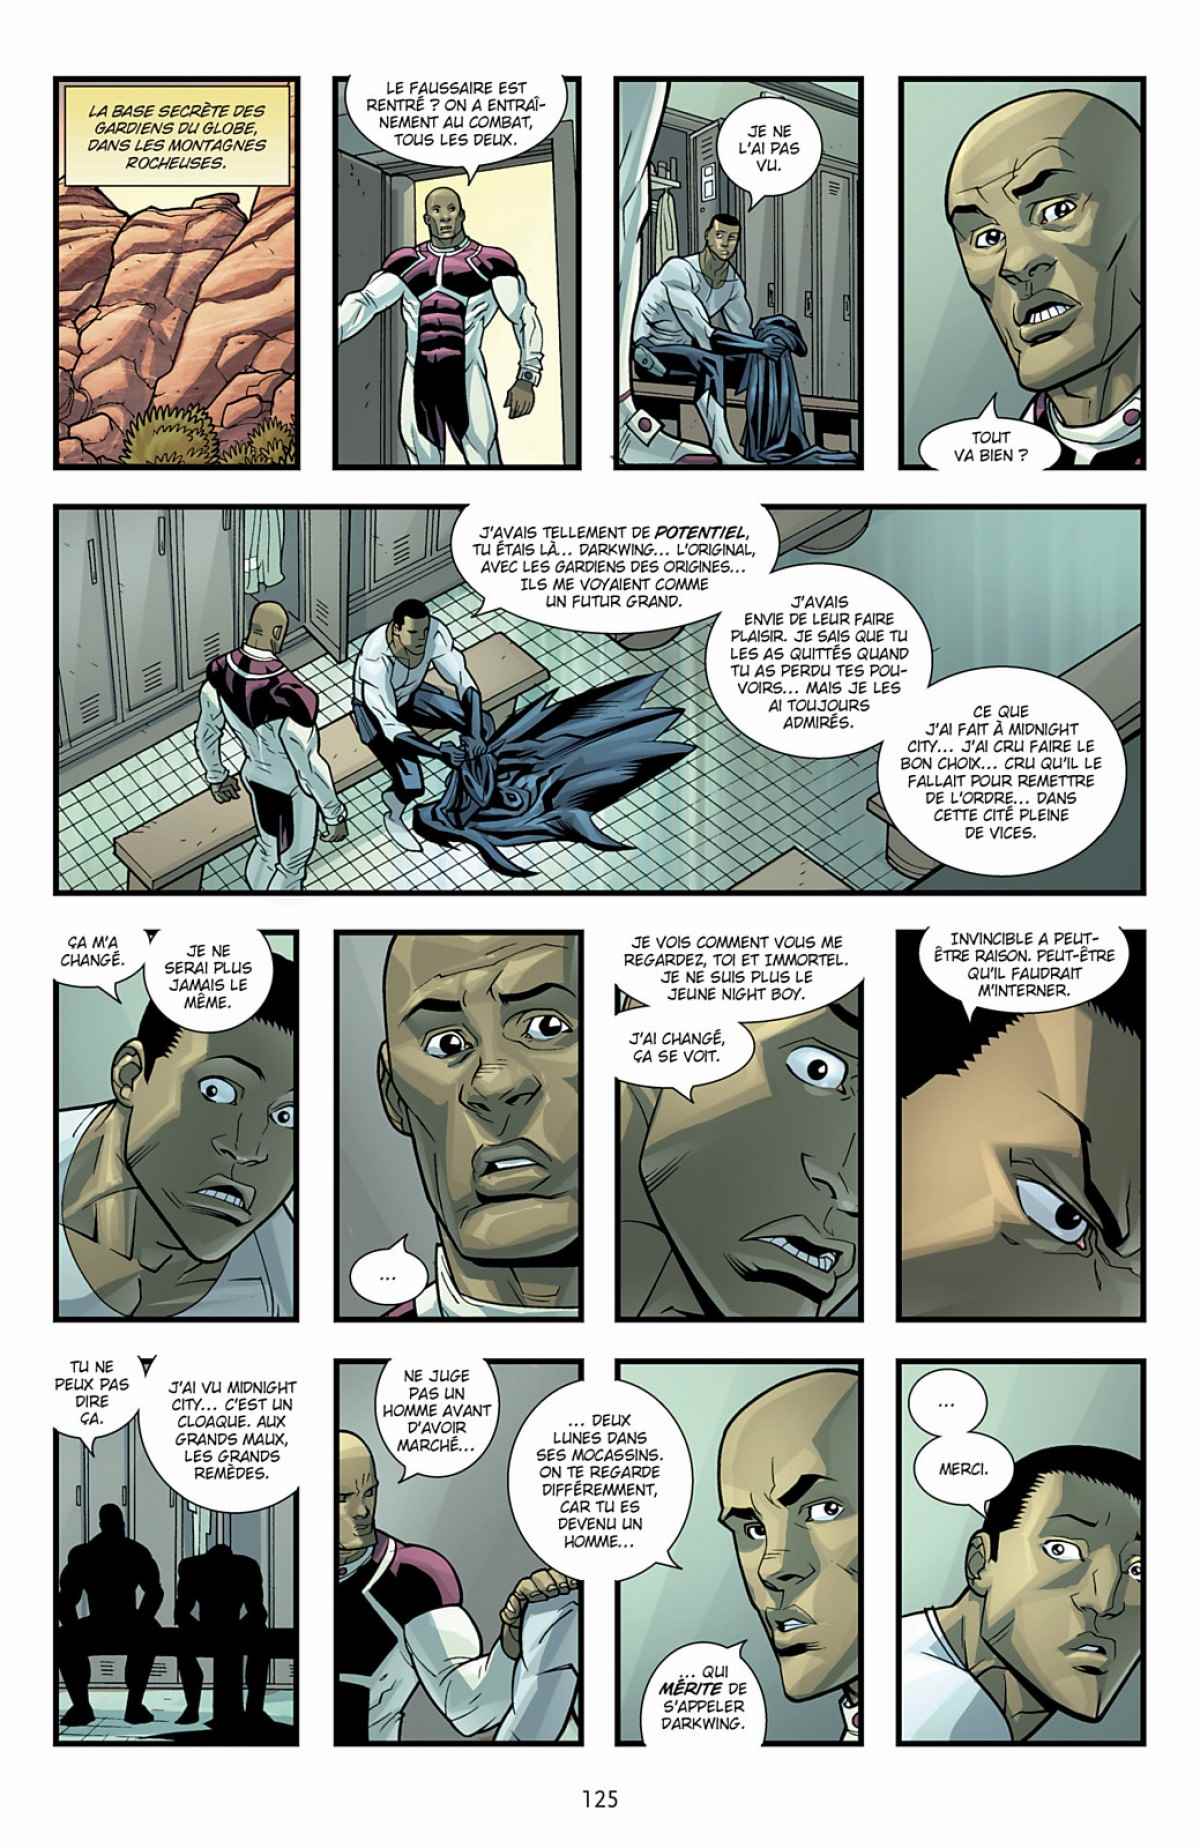 LA BASE SECRÈTE DES
GARDIENS DU GLOBE,
DANS LES MONTAGNES
ROCHEUSES.
LE FAUSSAIRE EST
RENTRÉ ? ON A ENTRAÎ-
NEMENT AU COMBAT,
TOUS LES DEUX.
JE NE
L'AI PAS
VU.
TOUT
VA BIEN ?
J'AVAIS TELLEMENT DE POTENTIEL,
TU ÉTAIS LÀ... DARKWING... L'ORIGINAL,
AVEC LES GARDIENS DES ORIGINES...
ILS ME VOYAIENT COMME
UN FUTUR GRAND.
J'AVAIS
ENVIE DE LEUR FAIRE
PLAISIR. JE SAIS QUE TU
LES AS QUITTÉS QUAND
TU AS PERDU TES POU-
VOIRS... MAIS JE LES
AI TOUJOURS
ADMIRÉS.
CE QUE
J'AI FAIT À MIDNIGHT
CITY... J'AI CRU FAIRE LE
BON CHOIX... CRU QU'IL LE
FALLAIT POUR REMETTRE
DE L'ORDRE... DANS
CETTE CITÉ PLEINE
DE VICES.
ÇA M'A
CHANGÉ.
JE NE
SERAI PLUS
JAMAIS LE
MÊME.
...
JE VOIS COMMENT VOUS ME
REGARDEZ, TOI ET IMMORTEL.
JE NE SUIS PLUS LE
JEUNE NIGHT BOY.
J'AI CHANGÉ,
ÇA SE VOIT.
INVINCIBLE A PEUT-
ÊTRE RAISON. PEUT-ÊTRE
QU'IL FAUDRAIT
M'INTERNER.
TU NE
PEUX PAS
DIRE
ÇA.
J'AI VU MIDNIGHT
CITY... C'EST UN
CLOAQUE. AUX
GRANDS MAUX,
LES GRANDS
REMÈDES.
NE JUGE
PAS UN
HOMME AVANT
D'AVOIR
MARCHÉ...
... DEUX
LUNES DANS
SES MOCASSINS.
ON TE REGARDE
DIFFÉREMMENT,
CAR TU ES
DEVENU UN
HOMME...
... QUI
MÉRITE DE
S'APPELER
DARKWING.
...
MERCI.
125